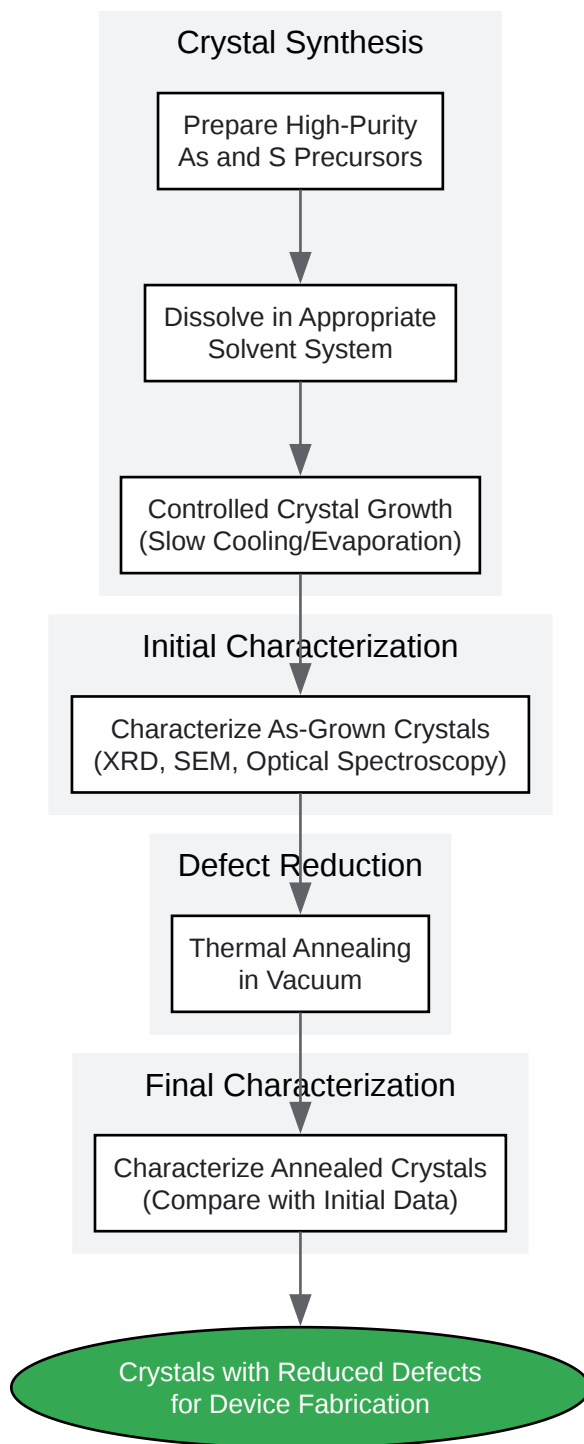 Crystal Synthesis
Prepare High-Purity
As and S Precursors
Dissolve in Appropriate
Solvent System
Controlled Crystal Growth
(Slow Cooling/Evaporation)
Initial Characterization
Characterize As-Grown Crystals
(XRD, SEM, Optical Spectroscopy)
Defect Reduction
Thermal Annealing
in Vacuum
Final Characterization
Characterize Annealed Crystals
(Compare with Initial Data)
Crystals with Reduced Defects
for Device Fabrication